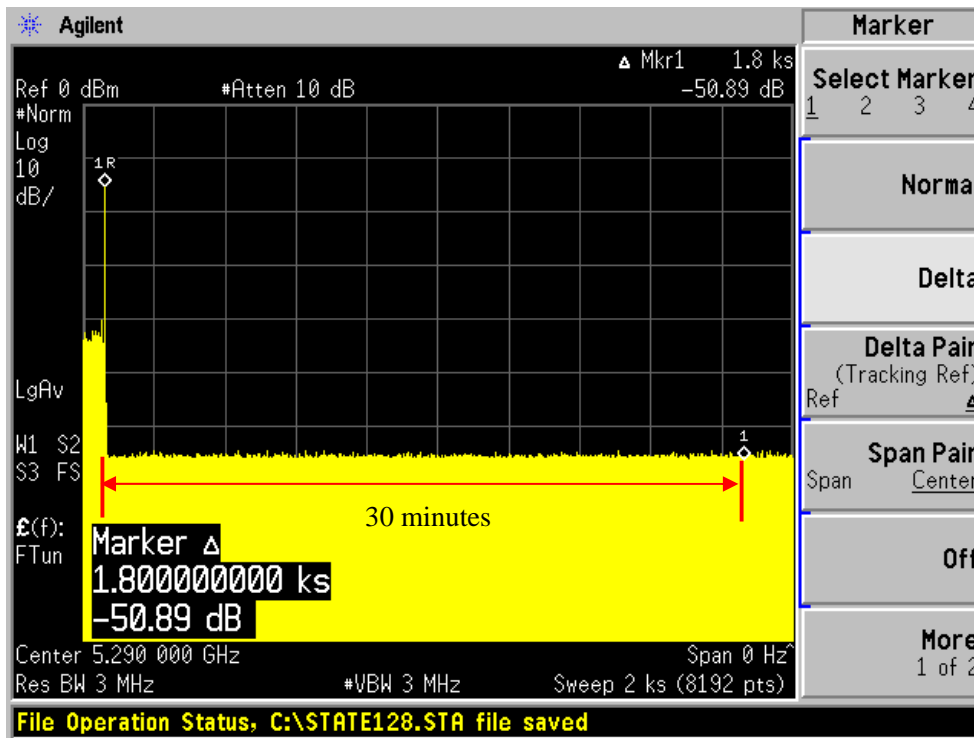 Agilent
Marker
△ Mkr1 1.8 ks
Ref 0 dBm #Atten 10 dB -50.89 dB
#Norm
Log
10
dB/
1R
LgAv
W1 S2
S3 FS
£(f):
FTun
1
30 minutes
Marker △
1.800000000 ks
-50.89 dB
Center 5.290 000 GHz Span 0 Hz^
Res BW 3 MHz #VBW 3 MHz Sweep 2 ks (8192 pts)
File Operation Status, C:\STATE128.STA file saved
Select Marker
1 2 3 4
Norma
Delta
Delta Pair
(Tracking Ref)
Ref △
Span Pair
Span Center
Off
More
1 of 2